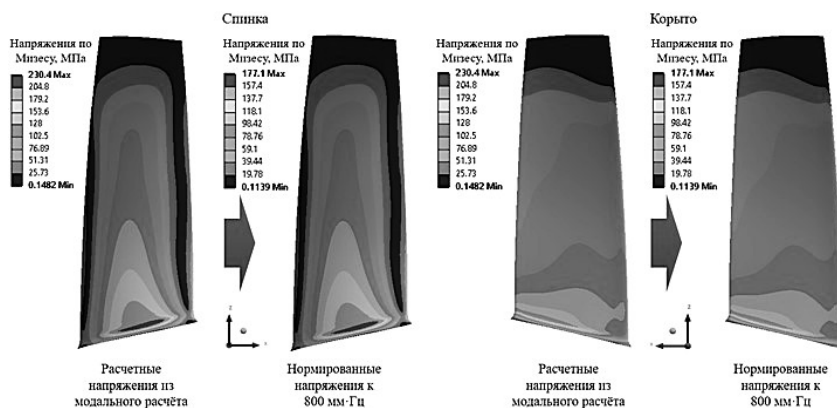 Спинка
Напряжения по
Мизесу, МПа
230.4 Max
204.8
179.2
153.6
128
102.5
76.89
51.31
25.73
0.1482 Min
Напряжения по
Мизесу, МПа
177.1 Max
157.4
137.7
118.1
98.42
78.76
59.1
39.44
19.78
0.1139 Min
Расчетные
напряжения из
модального расчёта
Нормированные
напряжения к
800 мм·Гц
Корыто
Напряжения по
Мизесу, МПа
230.4 Max
204.8
179.2
153.6
128
102.5
76.89
51.31
25.73
0.1482 Min
Напряжения по
Мизесу, МПа
177.1 Max
157.4
137.7
118.1
98.42
78.76
59.1
39.44
19.78
0.1139 Min
Расчетные
напряжения из
модального расчёта
Нормированные
напряжения к
800 мм·Гц